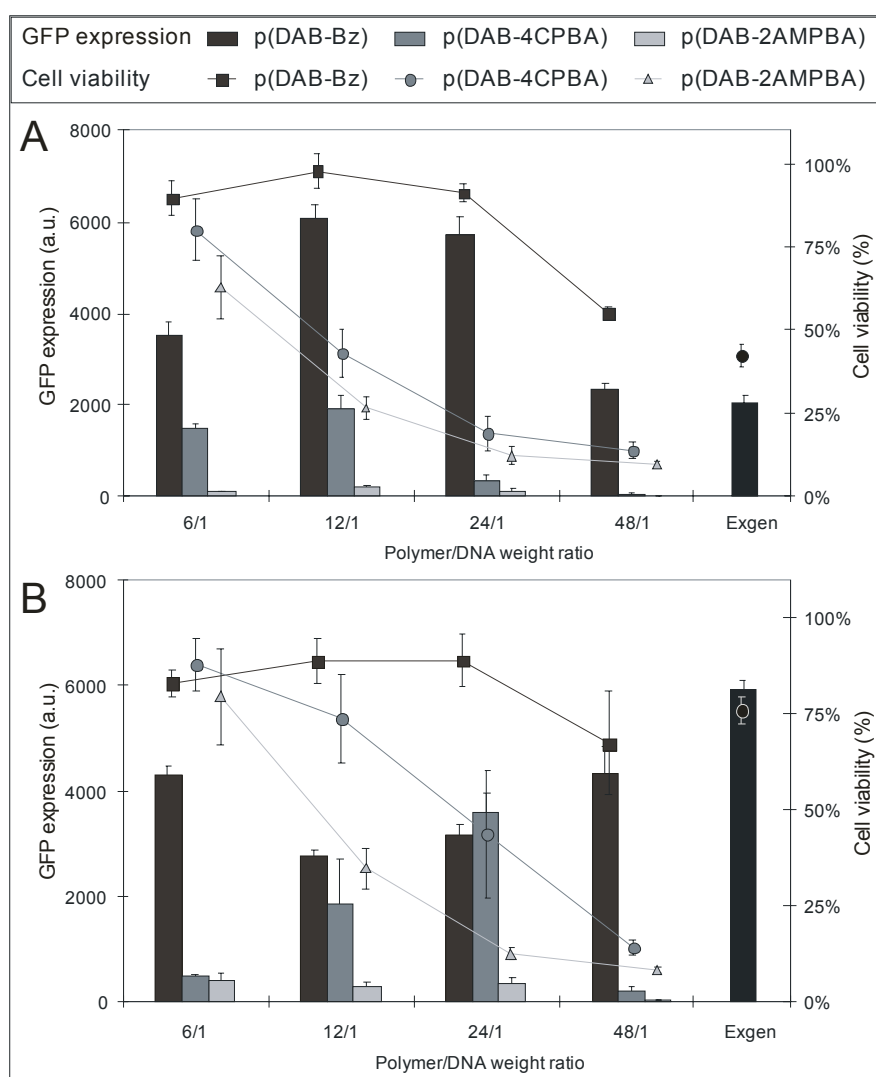 GFP expression p(DAB-Bz) p(DAB-4CPBA) p(DAB-2AMPBA)
Cell viability p(DAB-Bz) p(DAB-4CPBA) p(DAB-2AMPBA)
A
GFP expression (a.u.)
8000
6000
4000
2000
0
100%
75%
50%
25%
0%
Cell viability (%)
6/1 12/1 24/1 48/1 Exgen
Polymer/DNA weight ratio
B
GFP expression (a.u.)
8000
6000
4000
2000
0
100%
75%
50%
25%
0%
Cell viability (%)
6/1 12/1 24/1 48/1 Exgen
Polymer/DNA weight ratio